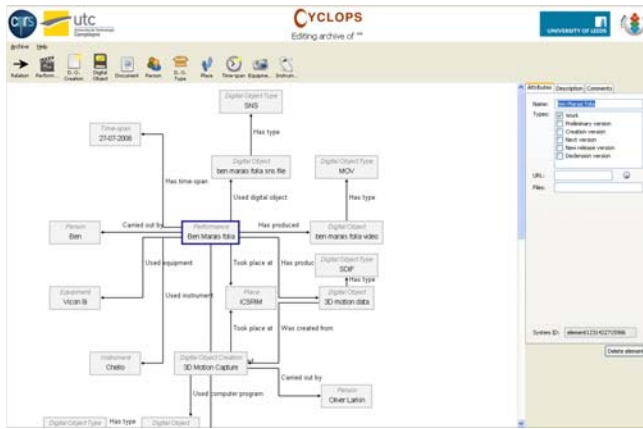 cnrs
utc
Université de Technologie
Compiègne
CYCLOPS
Editing archive of ""
UNIVERSITY OF LEEDS
Archive Help
Relation
Perform...
D.-O. Creation
Digital Object
Document
Person
D.-O. Type
Place
Time-span
Equipme...
Instrum...
Digital Object Type
SNS
Has type
Time-span
27-07-2006
Digital Object
ben marais folia sns file
Digital Object Type
MOV
Has time-span
Used digital object
Has type
Person
Ben
Carried out by
Performance
Ben Marais folia
Has produced
Digital Object
ben marais folia video
Used equipment
Took place at
Has produc
Digital Object Type
SDIF
Has type
Equipment
Vicon 8i
Used instrument
Place
ICSRiM
Digital Object
3D motion data
Took place at
Was created from
Instrument
Chello
Digital Object Creation
3D Motion Capture
Carried out by
Used computer program
Person
Oliver Larkin
Digital Object Type
Has type
Digital Object
Attributes Description Comments
Name: Ben Marais folia
Types: Work
Preliminary version
Creation version
Next version
New release version
Declension version
URL:
Files:
System ID:
Delete element